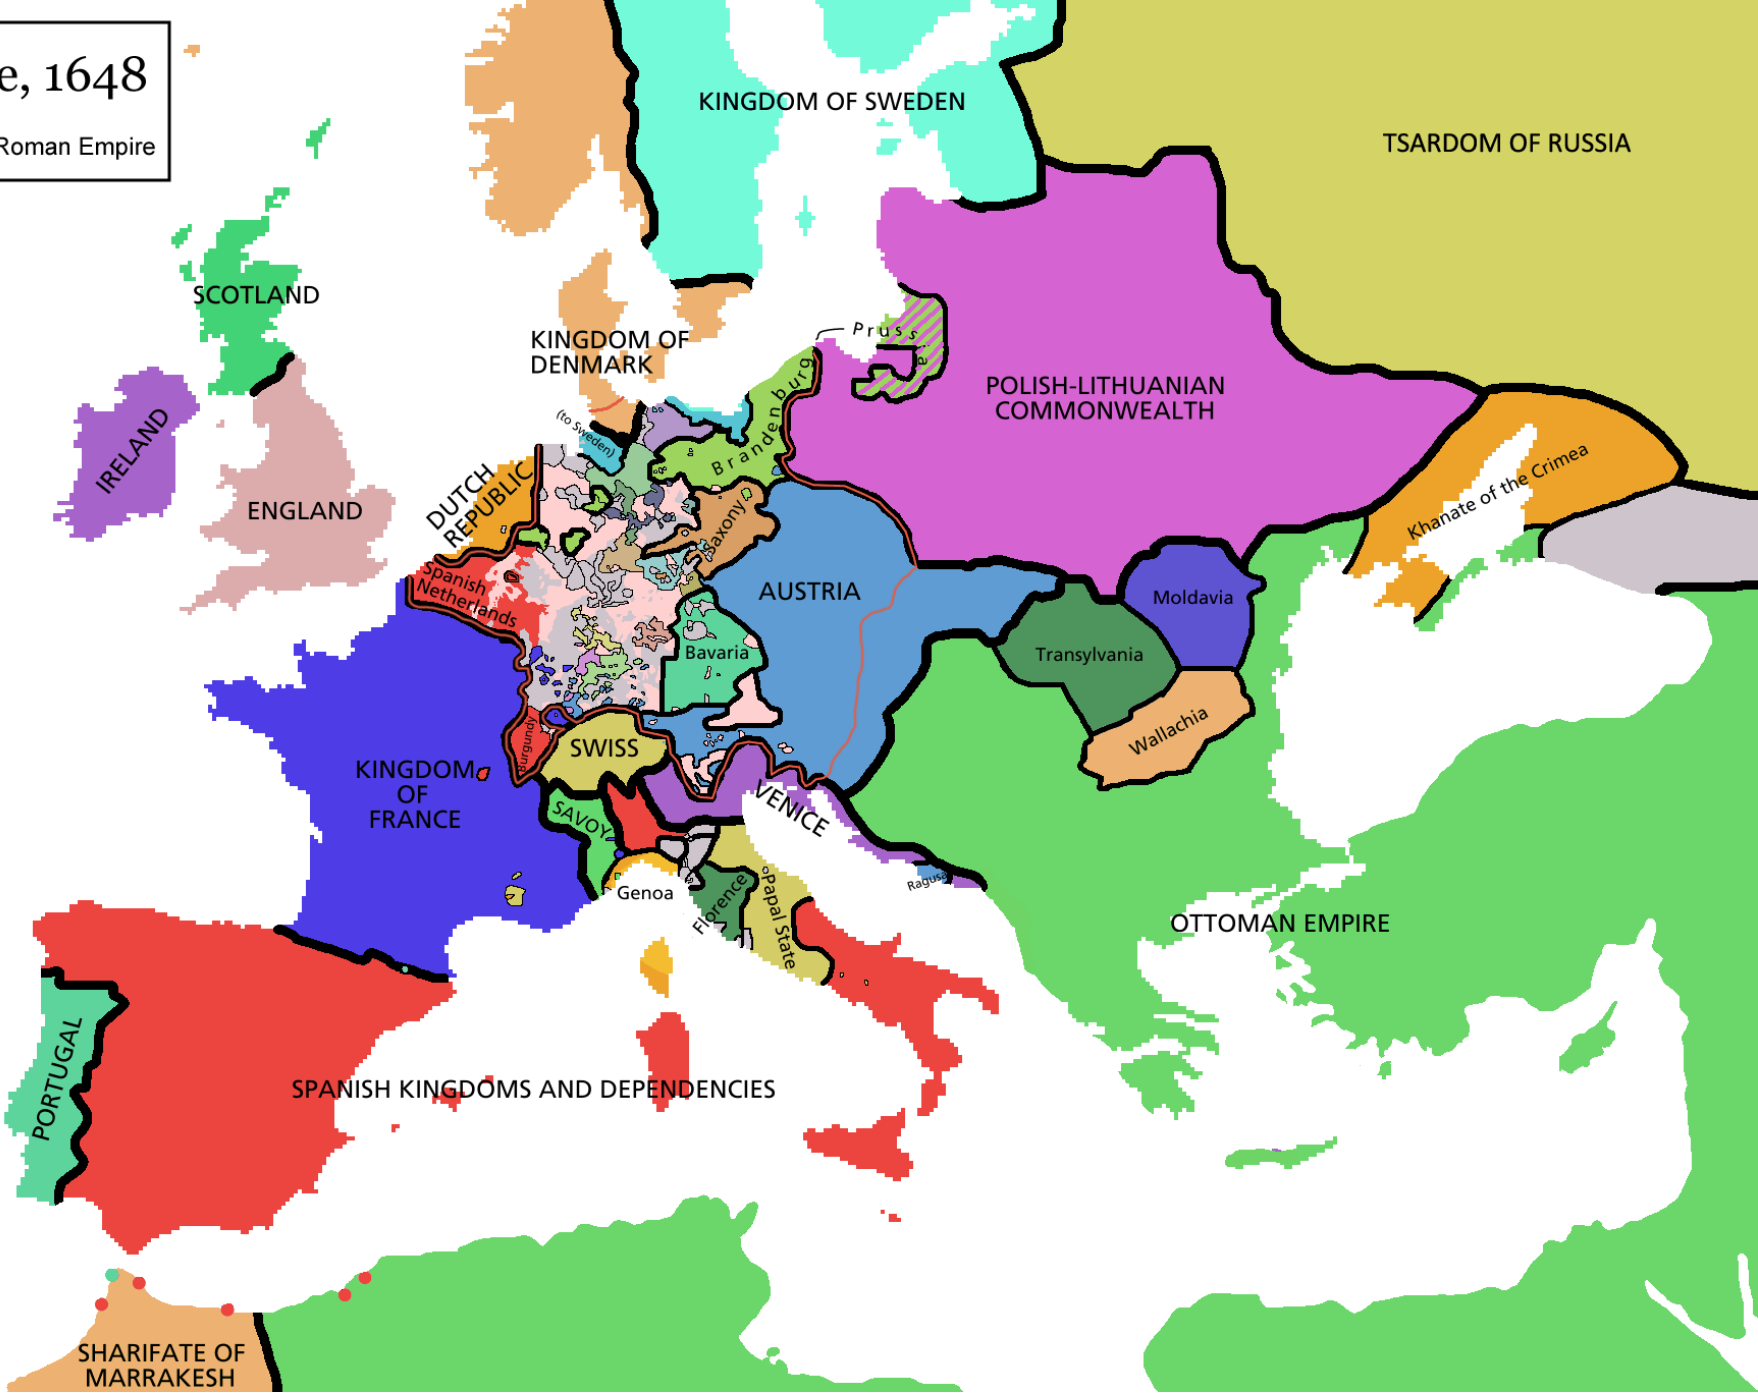 e, 1648
Roman Empire
KINGDOM OF SWEDEN
TSARDOM OF RUSSIA
SCOTLAND
KINGDOM OF
DENMARK
Prussia
IRELAND
ENGLAND
(to Sweden)
Brandenburg
POLISH-LITHUANIAN
COMMONWEALTH
DUTCH
REPUBLIC
Saxony
Khanate of the Crimea
Spanish
Netherlands
AUSTRIA
Moldavia
Bavaria
Transylvania
Wallachia
Burgundy
SWISS
KINGDOM
OF
FRANCE
SAVOY
VENICE
Genoa
Florence
Papal State
Ragusa
OTTOMAN EMPIRE
PORTUGAL
SPANISH KINGDOMS AND DEPENDENCIES
SHARIFATE OF
MARRAKESH